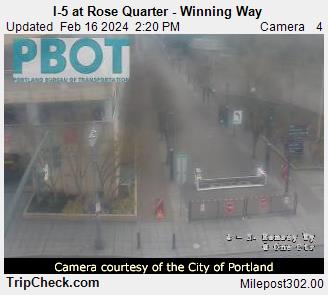 I-5 at Rose Quarter - Winning Way
Updated Feb 16 2024 2:20 PM Camera 4
PBOT
PORTLAND BUREAU OF TRANSPORTATION
Camera courtesy of the City of Portland
TripCheck.com Milepost302.00